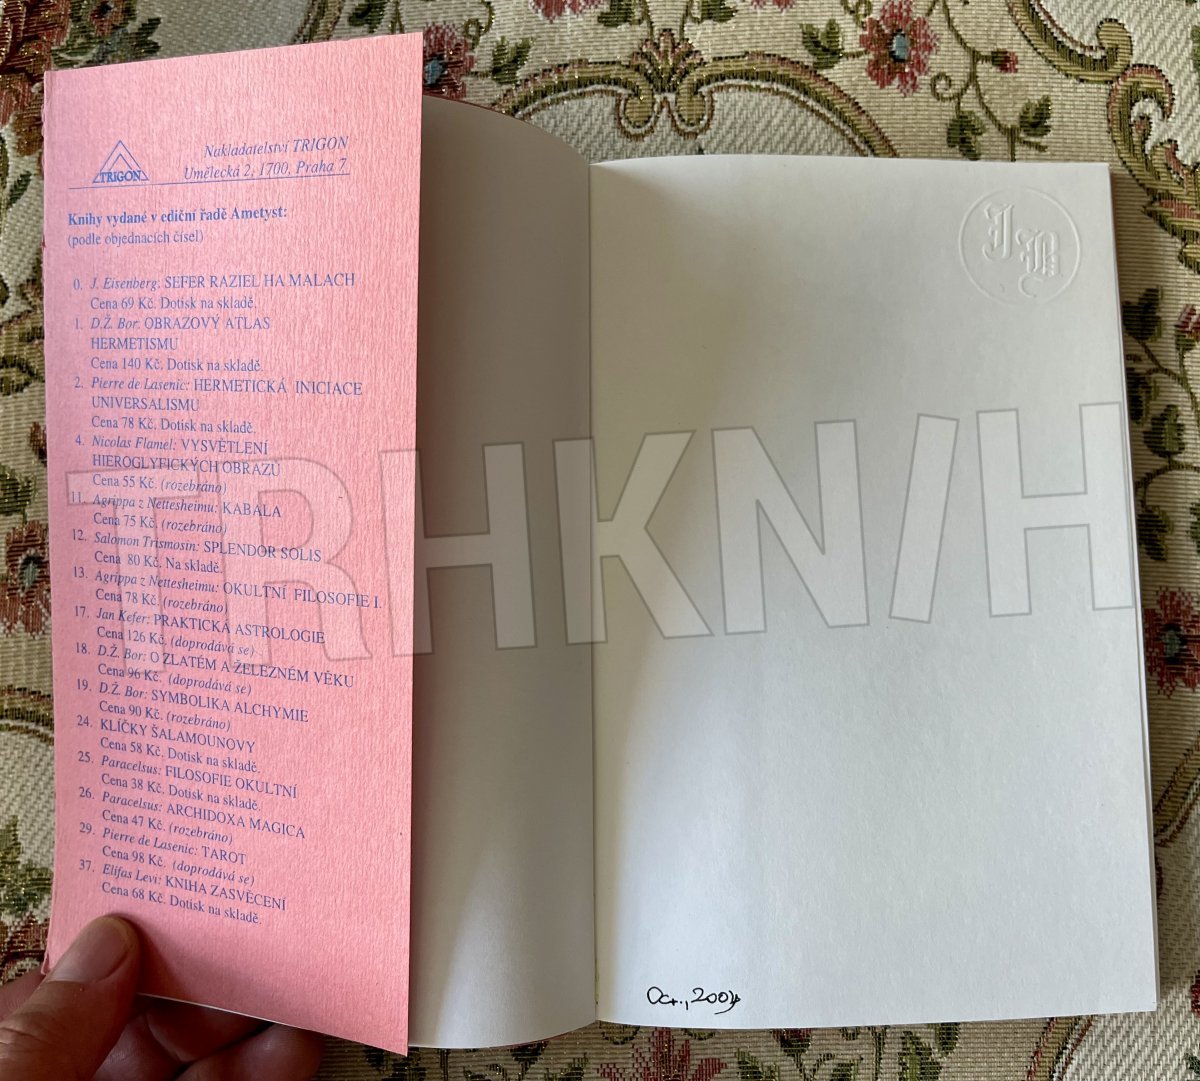 TRIGON
Nakladatelství TRIGON
Umělecká 2, 1700, Praha 7
Knihy vydané v ediční řadě Ametyst:
(podle objednacích čísel)
0. J. Eisenberg: SEFER RAZIEL HA MALACH
Cena 69 Kč. Dotisk na skladě.
1. D.Ž. Bor: OBRAZOVÝ ATLAS
HERMETISMU
Cena 140 Kč. Dotisk na skladě.
2. Pierre de Lasenic: HERMETICKÁ INICIACE
UNIVERSALISMU
Cena 78 Kč. Dotisk na skladě.
4. Nicolas Flamel: VYSVĚTLENÍ
HIEROGLYFICKÝCH OBRAZŮ
Cena 55 Kč. (rozebráno)
11. Agrippa z Nettesheimu: KABALA
Cena 75 Kč. (rozebráno)
12. Salomon Trismosin: SPLENDOR SOLIS
Cena 80 Kč. Na skladě.
13. Agrippa z Nettesheimu: OKULTNÍ FILOSOFIE I.
Cena 78 Kč. (rozebráno)
17. Jan Kefer: PRAKTICKÁ ASTROLOGIE
Cena 126 Kč. (doprodává se)
18. D.Ž. Bor: O ZLATÉM A ŽELEZNÉM VĚKU
Cena 96 Kč. (doprodává se)
19. D.Ž. Bor: SYMBOLIKA ALCHYMIE
Cena 90 Kč. (rozebráno)
24. KLÍČKY ŠALAMOUNOVY
Cena 58 Kč. Dotisk na skladě.
25. Paracelsus: FILOSOFIE OKULTNÍ
Cena 38 Kč. Dotisk na skladě.
26. Paracelsus: ARCHIDOXA MAGICA
Cena 47 Kč. (rozebráno)
29. Pierre de Lasenic: TAROT
Cena 98 Kč. (doprodává se)
37. Elifas Levi: KNIHA ZASVĚCENÍ
Cena 68 Kč. Dotisk na skladě.
JB
TRHKN/H
Oct., 2004